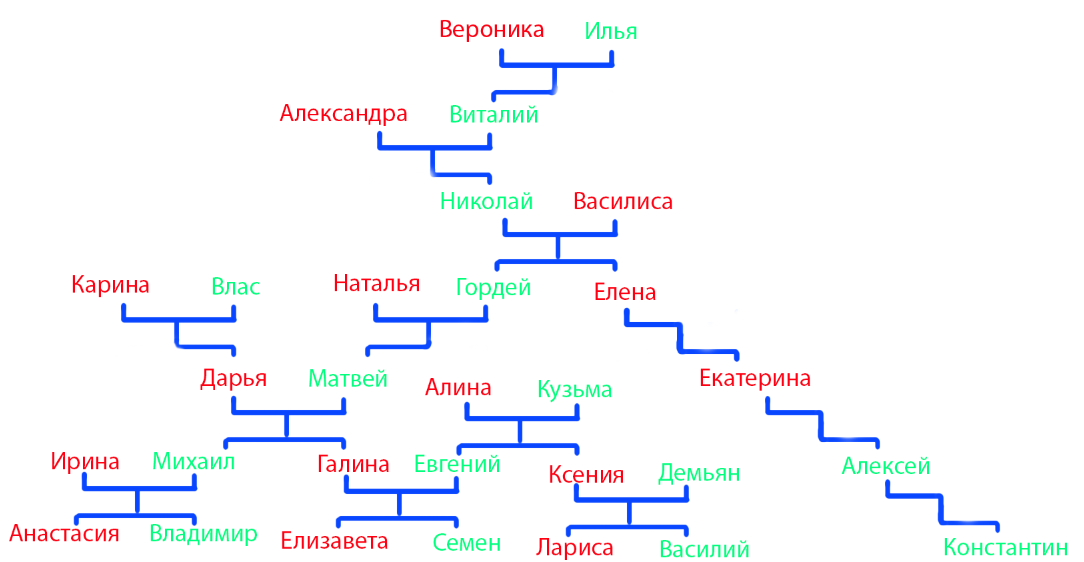 Вероника Илья
Александра Виталий
Николай Василиса
Карина Влас Наталья Гордей Елена
Дарья Матвей Алина Кузьма Екатерина
Ирина Михаил Галина Евгений Ксения Демьян Алексей
Анастасия Владимир Елизавета Семен Лариса Василий Константин